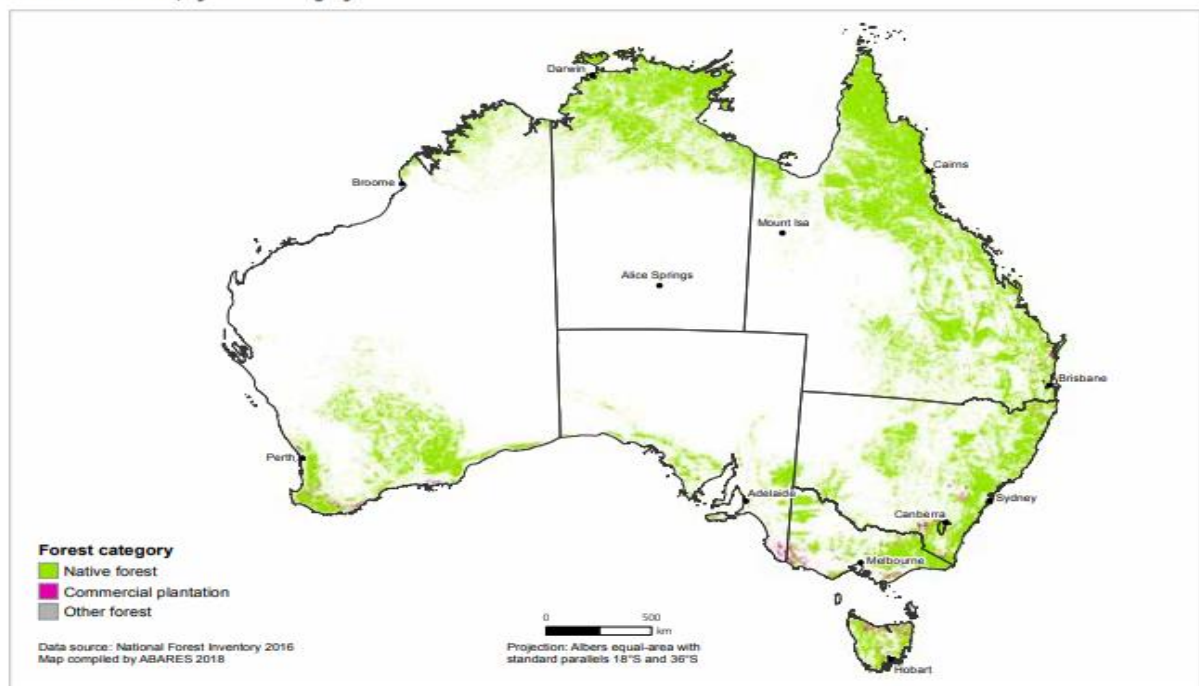 Darwin
Cairns
Broome
Mount Isa
Alice Springs
Brisbane
Perth
Adelaide
Sydney
Canberra
Melbourne
Hobart
Forest category
Native forest
Commercial plantation
Other forest
0 500
km
Data source: National Forest Inventory 2016
Map compiled by ABARES 2018
Projection: Albers equal-area with
standard parallels 18°S and 36°S